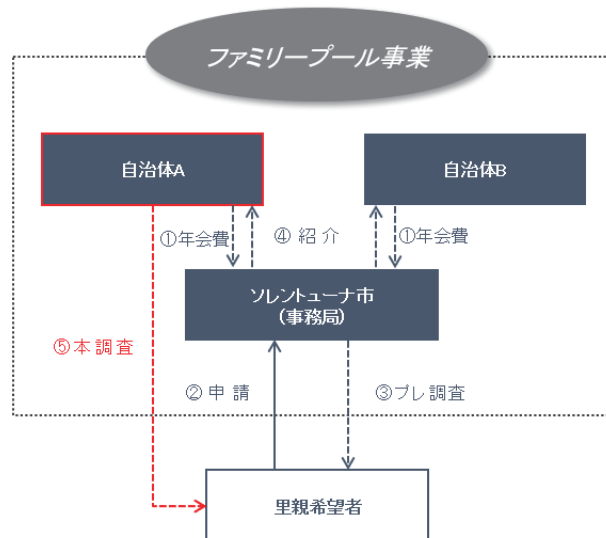 ファミリープール事業
自治体A
自治体B
①年会費
④紹介
①年会費
ソレントューナ市
(事務局)
⑤本調査
②申請
③プレ調査
里親希望者